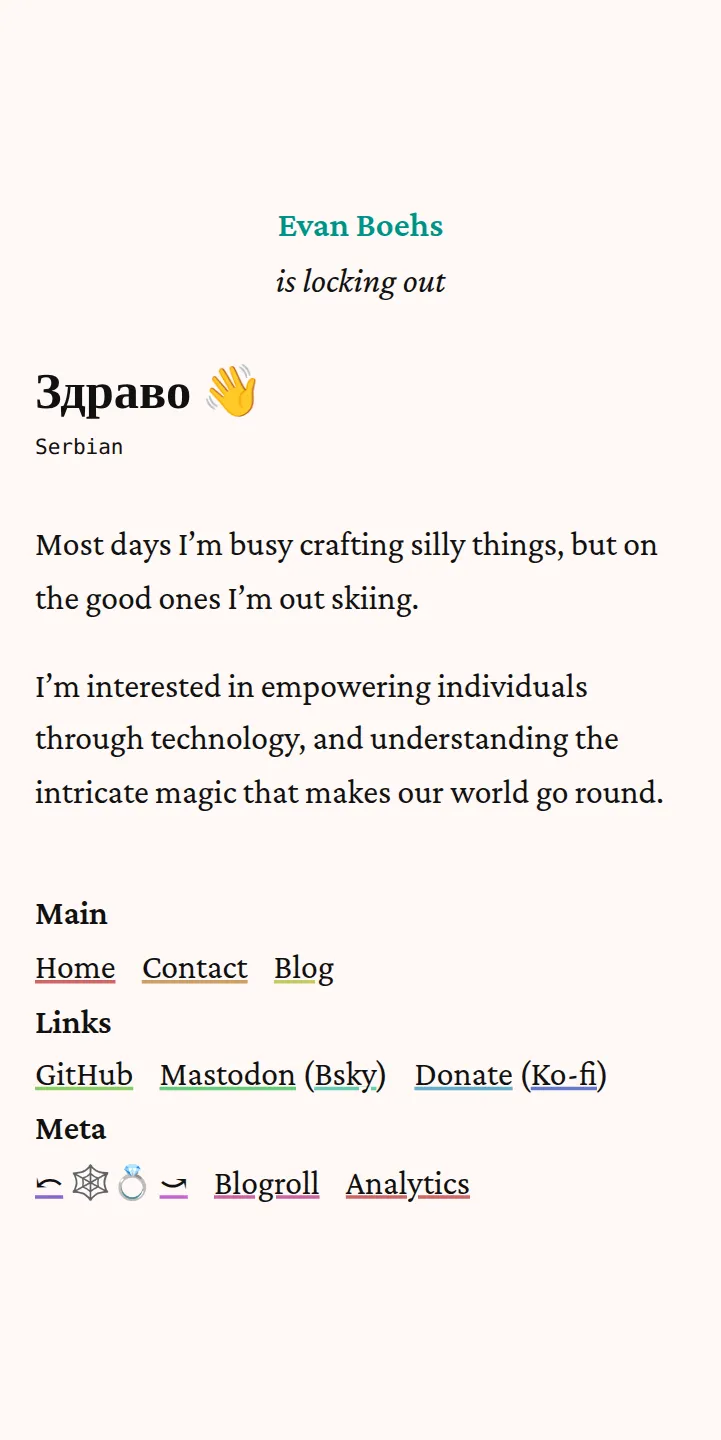 Evan Boehs
is locking out
Здраво 👋
Serbian
Most days I’m busy crafting silly things, but on
the good ones I’m out skiing.
I’m interested in empowering individuals
through technology, and understanding the
intricate magic that makes our world go round.
Main
Home Contact Blog
Links
GitHub Mastodon (Bsky) Donate (Ko-fi)
Meta
⤺ 🕸️💍 ⤻ Blogroll Analytics